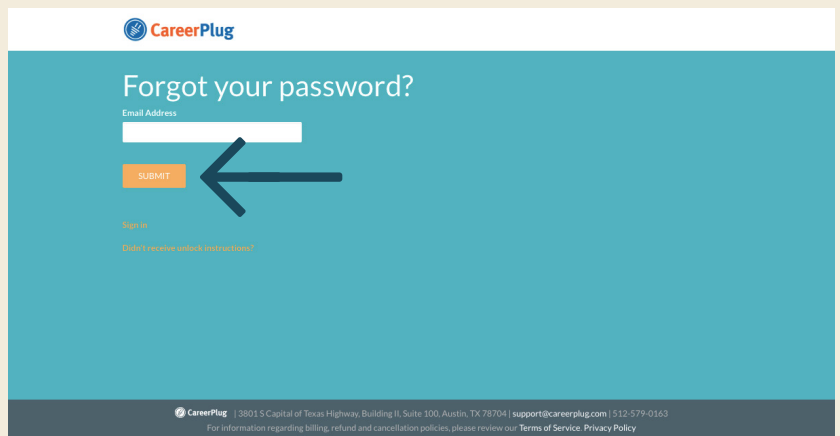 CareerPlug
Forgot your password?
Email Address
SUBMIT
Sign in
Didn't receive unlock instructions?
CareerPlug | 3801 S Capital of Texas Highway, Building II, Suite 100, Austin, TX 78704 | support@careerplug.com | 512-579-0163
For information regarding billing, refund and cancellation policies, please review our Terms of Service. Privacy Policy